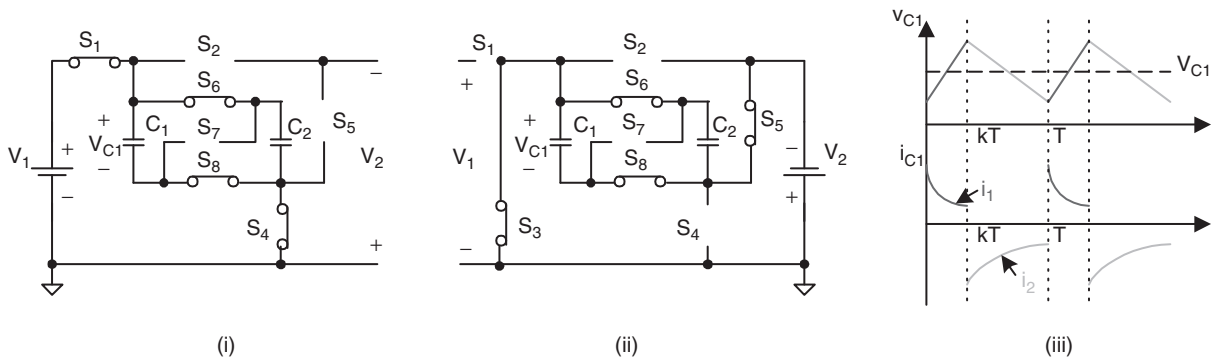 S1
S2
S6
C1
S7
C2
S5
S8
S4
+
VC1
−
V1
+
−
−
V2
+
(i)
S1
S2
S6
C1
S7
C2
S5
S8
S3
S4
+
−
V1
+
VC1
−
−
V2
+
(ii)
vC1
VC1
kT T
iC1
i1
kT T
i2
(iii)